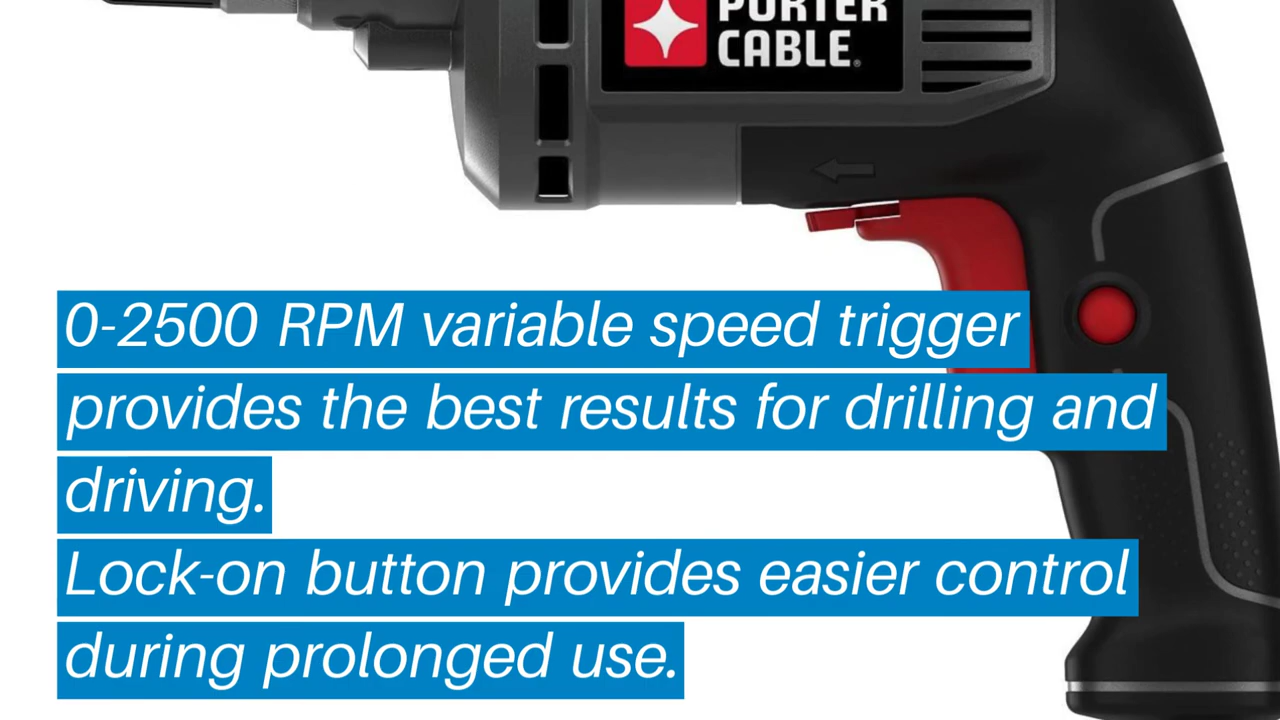 PORTER
CABLE®
0-2500 RPM variable speed trigger
provides the best results for drilling and
driving.
Lock-on button provides easier control
during prolonged use.